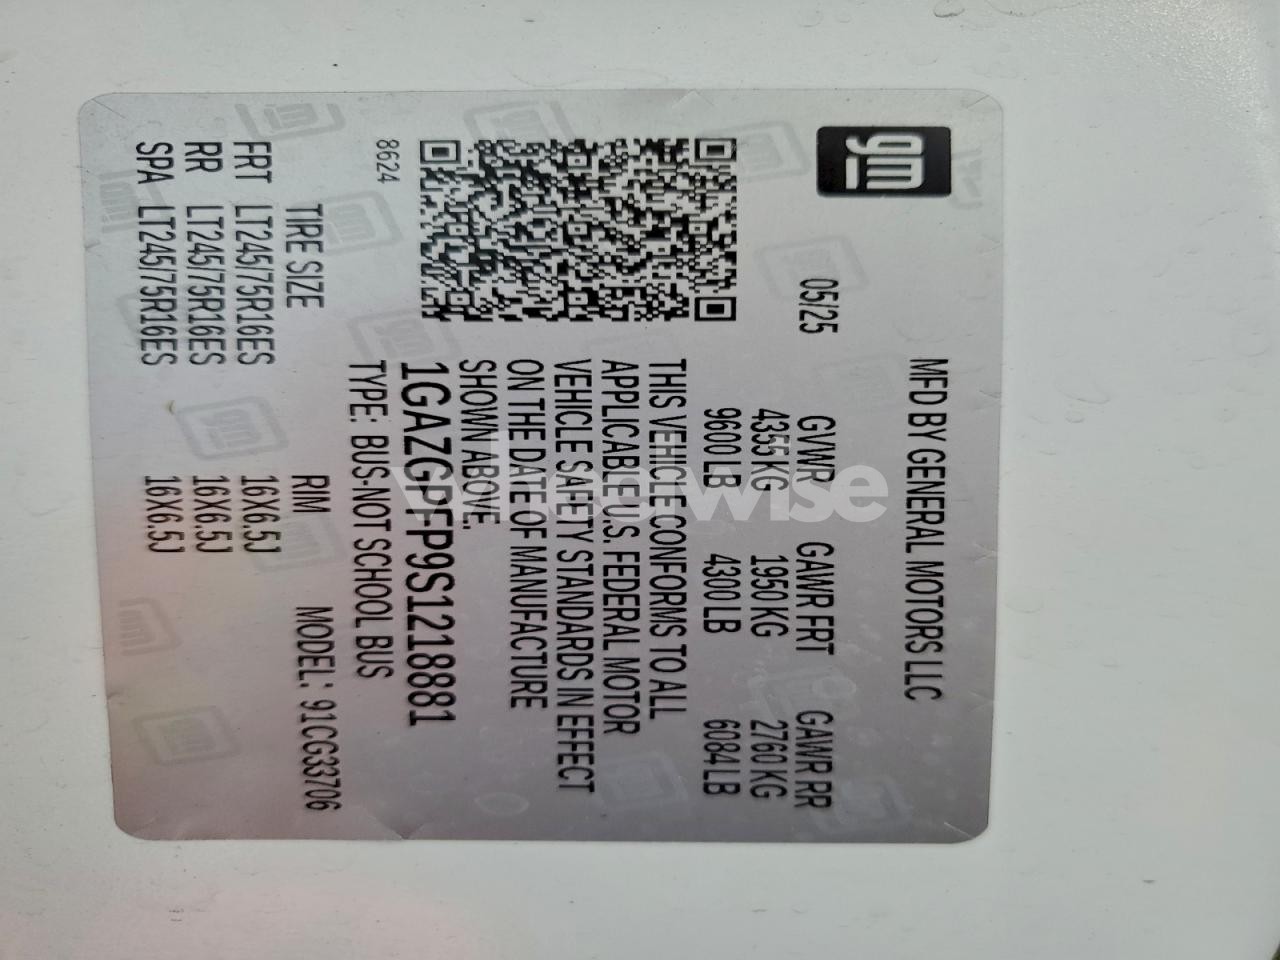 gm
MFD BY GENERAL MOTORS LLC
05/25 GVWR GAWR FRT GAWR RR
4355 KG 1950 KG 2760 KG
9600 LB 4300 LB 6084 LB
THIS VEHICLE CONFORMS TO ALL
APPLICABLE U.S. FEDERAL MOTOR
VEHICLE SAFETY STANDARDS IN EFFECT
ON THE DATE OF MANUFACTURE
SHOWN ABOVE.
1GAZGPFP9S1218881
8624 TYPE: BUS-NOT SCHOOL BUS
TIRE SIZE RIM MODEL: 91CG33706
FRT LT245/75R16ES 16X6.5J
RR LT245/75R16ES 16X6.5J
SPA LT245/75R16ES 16X6.5J
wheelwise